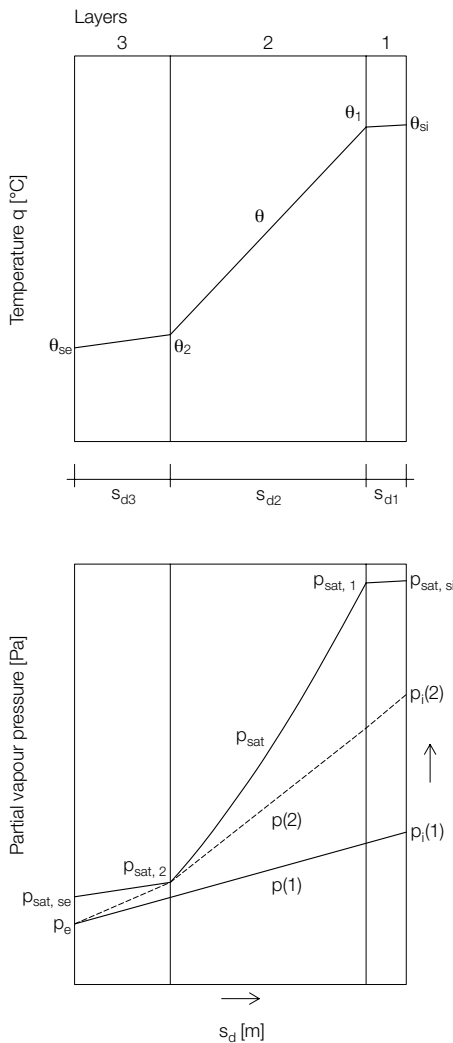 Layers
3 2 1
θ₁
θsi
θ
θse
θ₂
Temperature q [°C]
sd3 sd2 sd1
psat, 1
psat, si
pi(2)
psat
p(2)
pi(1)
psat, 2
p(1)
psat, se
pe
Partial vapour pressure [Pa]
sd [m]